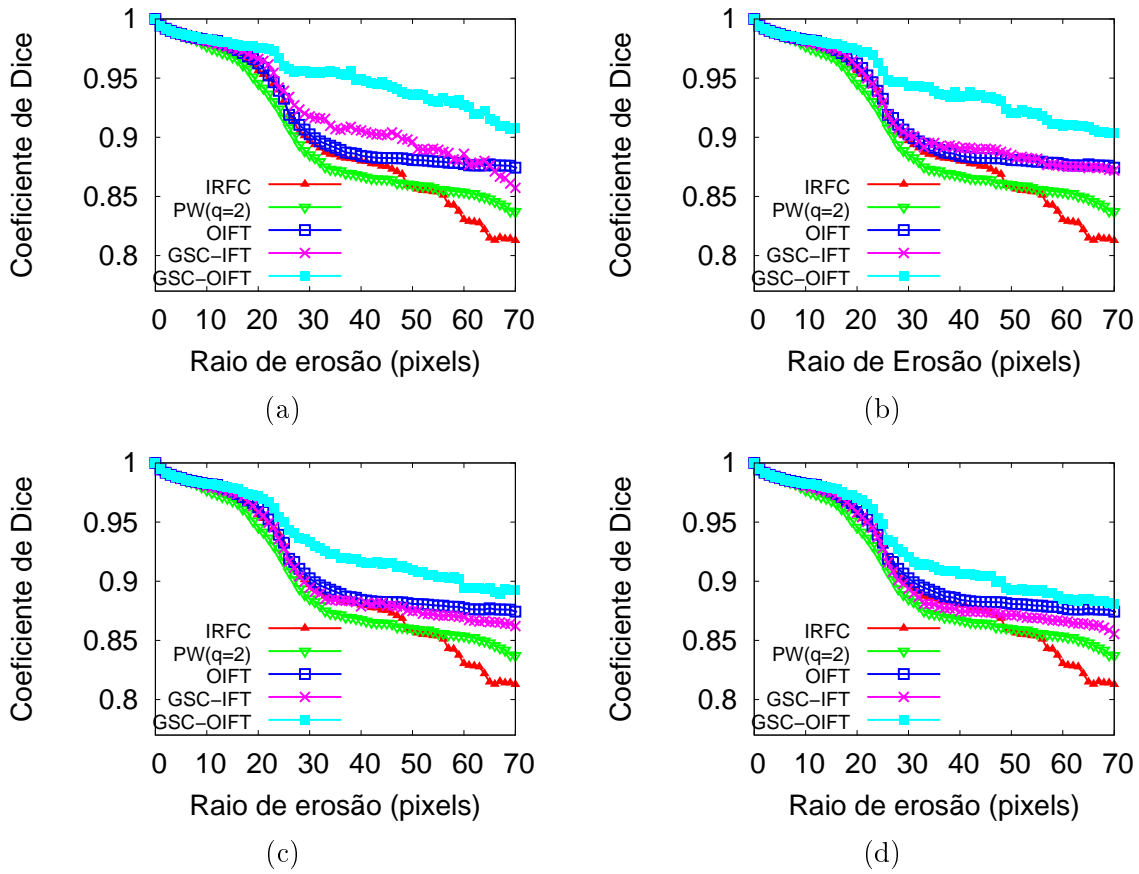 Coeficiente de Dice
1
0.95
0.9
0.85
0.8
IRFC
PW(q=2)
OIFT
GSC-IFT
GSC-OIFT
0 10 20 30 40 50 60 70
Raio de erosão (pixels)
(a)
Coeficiente de Dice
1
0.95
0.9
0.85
0.8
IRFC
PW(q=2)
OIFT
GSC-IFT
GSC-OIFT
0 10 20 30 40 50 60 70
Raio de Erosão (pixels)
(b)
Coeficiente de Dice
1
0.95
0.9
0.85
0.8
IRFC
PW(q=2)
OIFT
GSC-IFT
GSC-OIFT
0 10 20 30 40 50 60 70
Raio de erosão (pixels)
(c)
Coeficiente de Dice
1
0.95
0.9
0.85
0.8
IRFC
PW(q=2)
OIFT
GSC-IFT
GSC-OIFT
0 10 20 30 40 50 60 70
Raio de erosão (pixels)
(d)